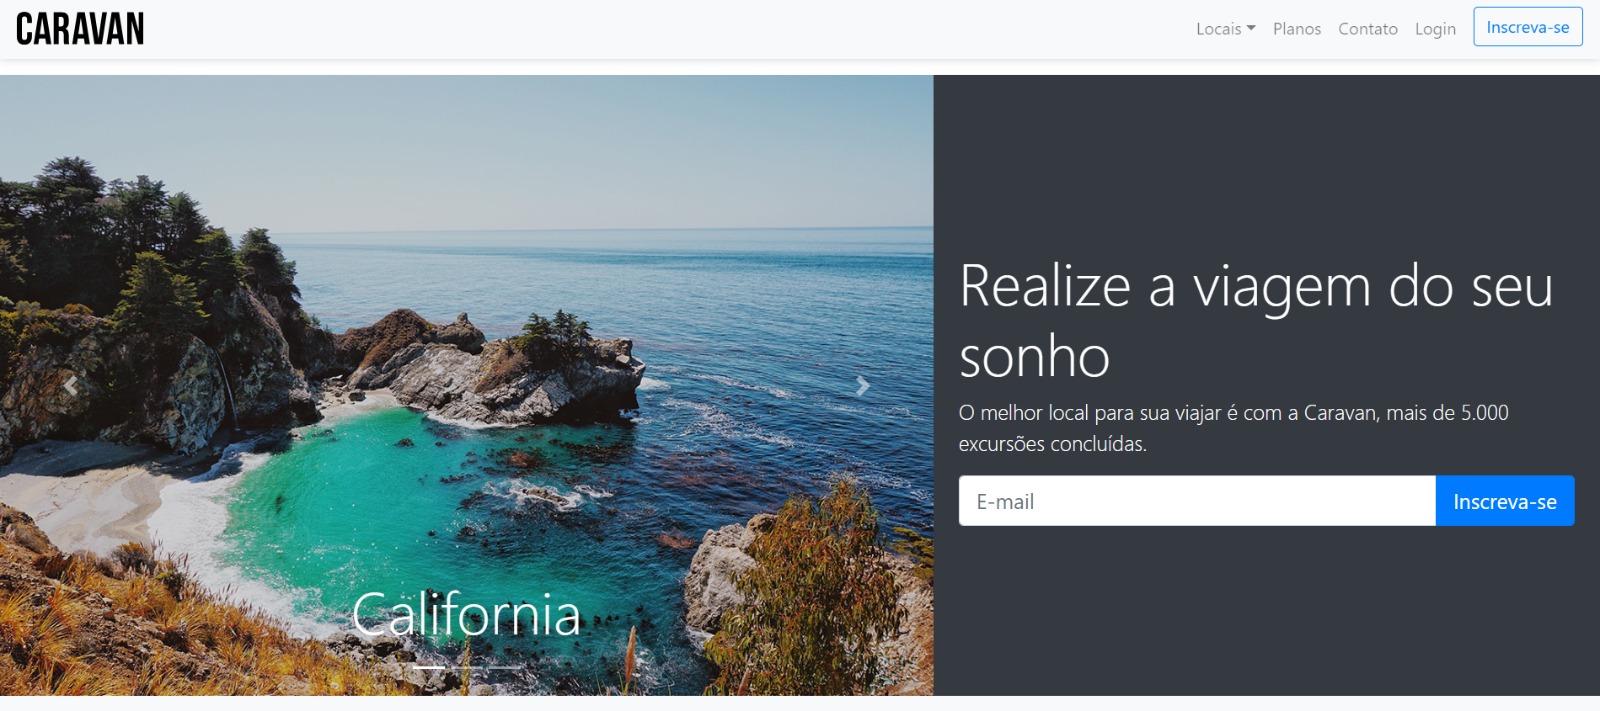 CARAVAN
Locais Planos Contato Login Inscreva-se
Realize a viagem do seu
sonho
O melhor local para sua viajar é com a Caravan, mais de 5.000
excursões concluídas.
E-mail Inscreva-se
California